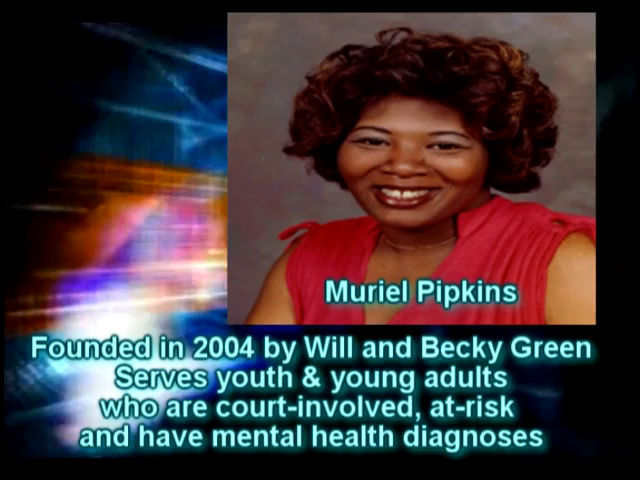 Muriel Pipkins
Founded in 2004 by Will and Becky Green
Serves youth & young adults
who are court-involved, at-risk
and have mental health diagnoses